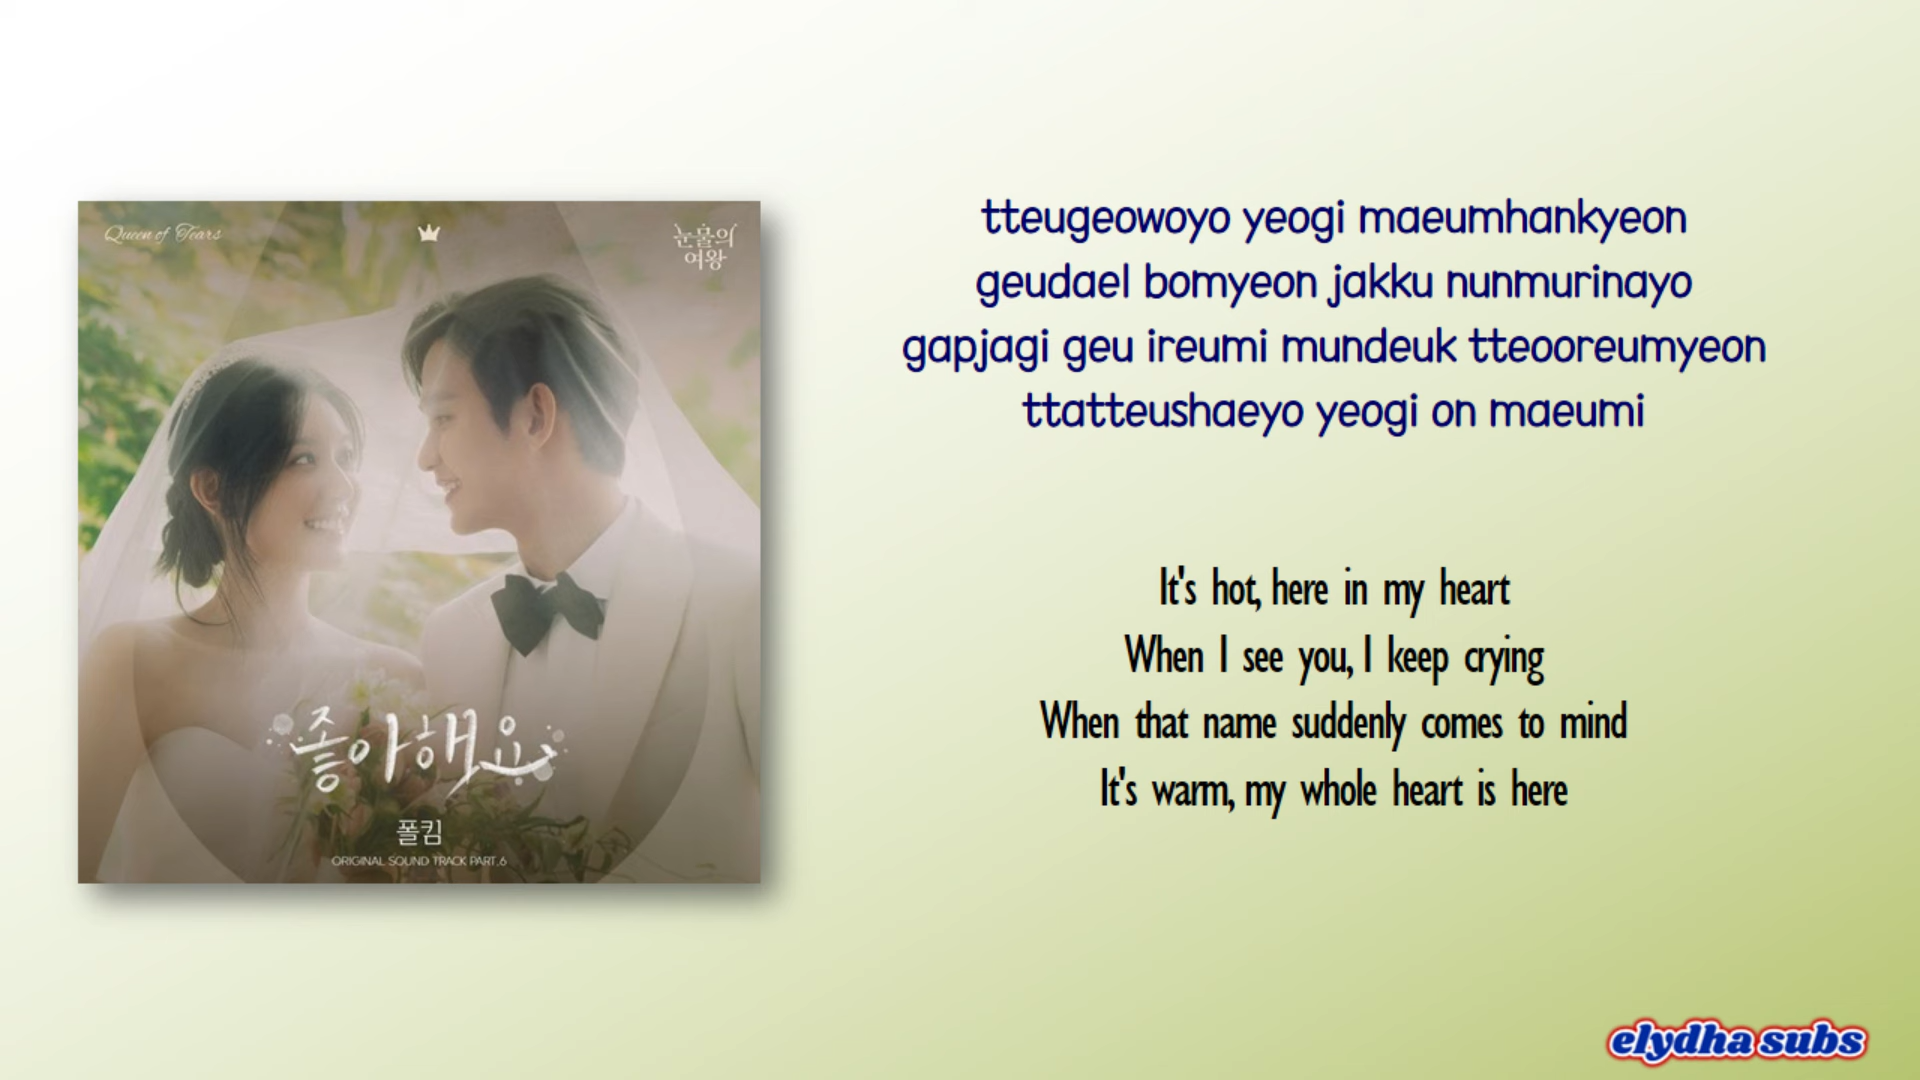 Queen of Tears
눈물의
여왕
좋아해요
폴킴
ORIGINAL SOUND TRACK PART.6
tteugeowoyo yeogi maeumhankyeon
geudael bomyeon jakku nunmurinayo
gapjagi geu ireumi mundeuk tteooreumyeon
ttatteushaeyo yeogi on maeumi
It's hot, here in my heart
When I see you, I keep crying
When that name suddenly comes to mind
It's warm, my whole heart is here
elydha subs